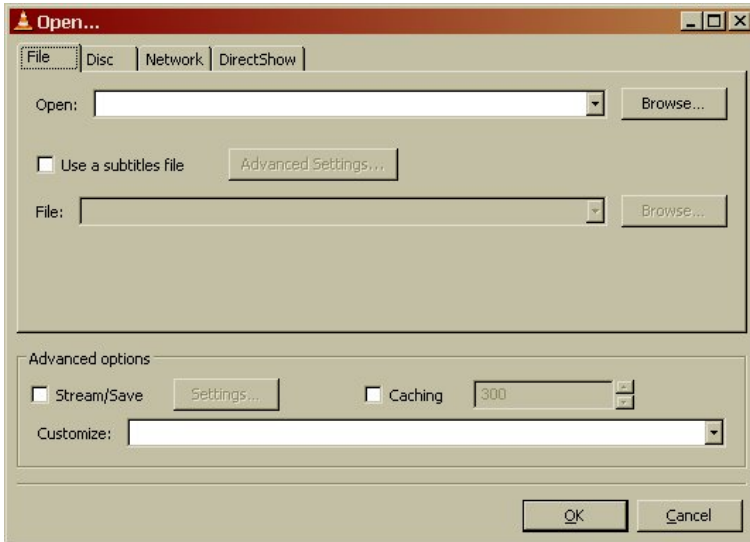 Open...
File Disc Network DirectShow
Open: Browse...
Use a subtitles file Advanced Settings...
File: Browse...
Advanced options
Stream/Save Settings... Caching 300
Customize:
OK Cancel